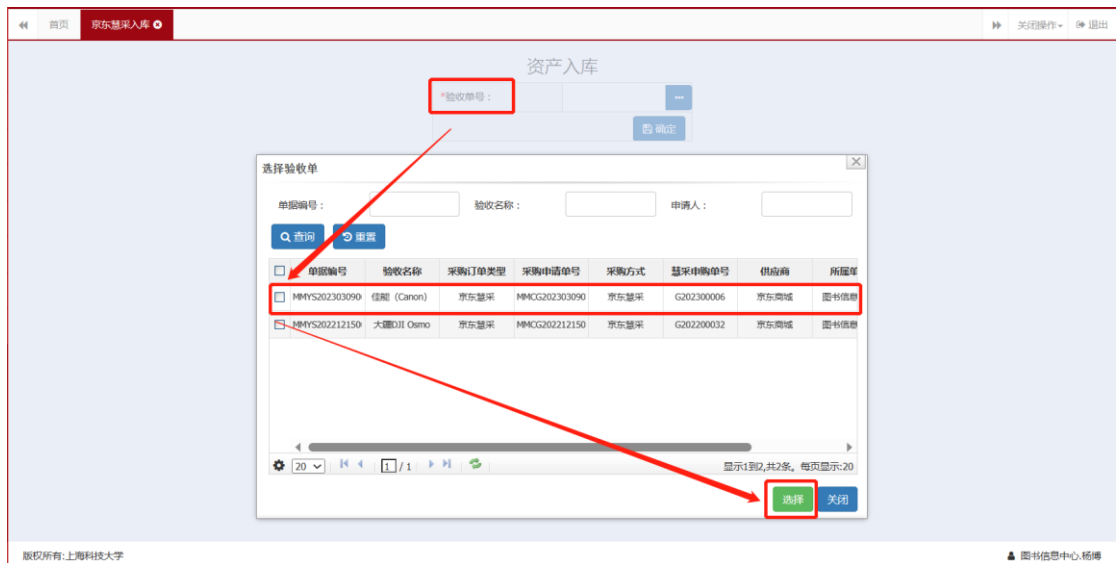 首页 京东慧采入库 关闭操作 退出
资产入库
*验收单号：
确定
选择验收单
单据编号： 验收名称： 申请人：
查询 重置
单据编号 验收名称 采购订单类型 采购申请单号 采购方式 慧采申购单号 供应商 所属单
MMYS202303090 佳能（Canon） 京东慧采 MMCG202303090 京东慧采 G202300006 京东商城 图书信息
MMYS202212150 大疆DJI Osmo 京东慧采 MMCG202212150 京东慧采 G202200032 京东商城 图书信息
20 1 / 1 显示1到2,共2条。每页显示:20
选择 关闭
版权所有:上海科技大学 图书信息中心.杨博